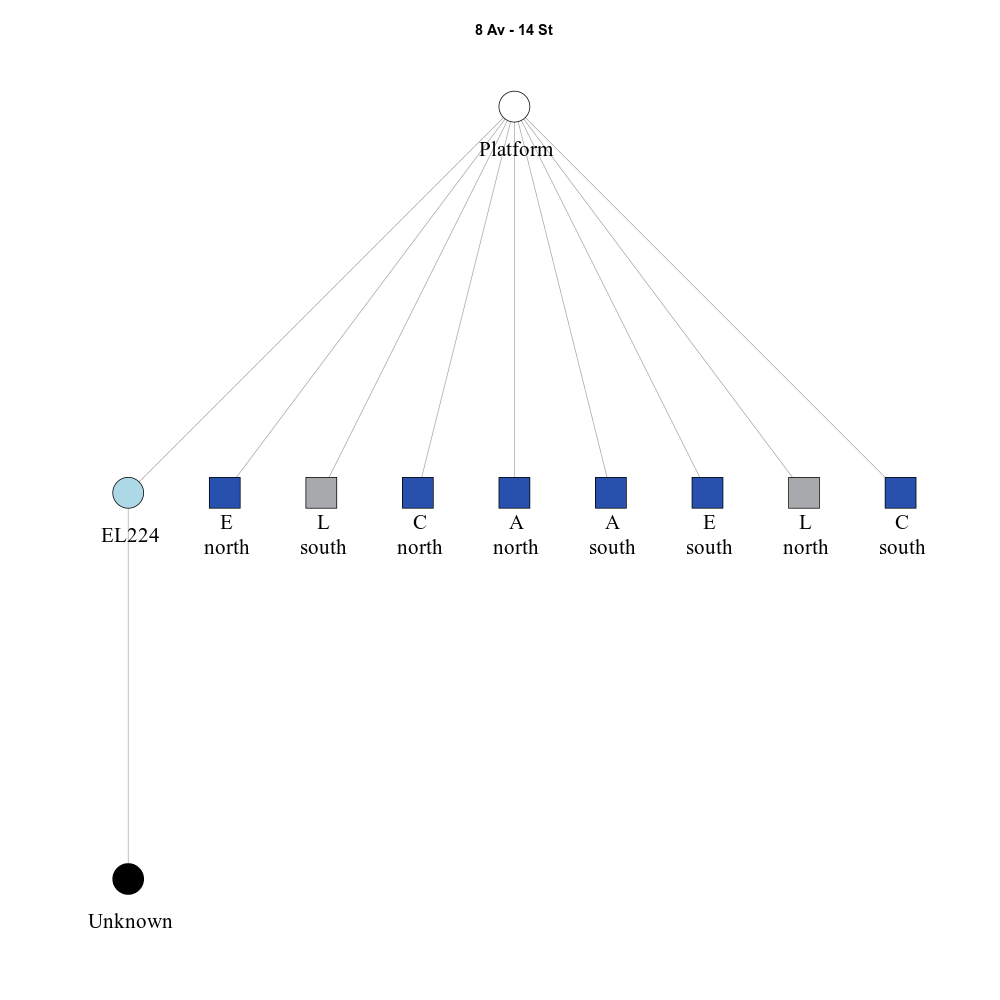 8 Av - 14 St
Platform
EL224
E
north
L
south
C
north
A
north
A
south
E
south
L
north
C
south
Unknown